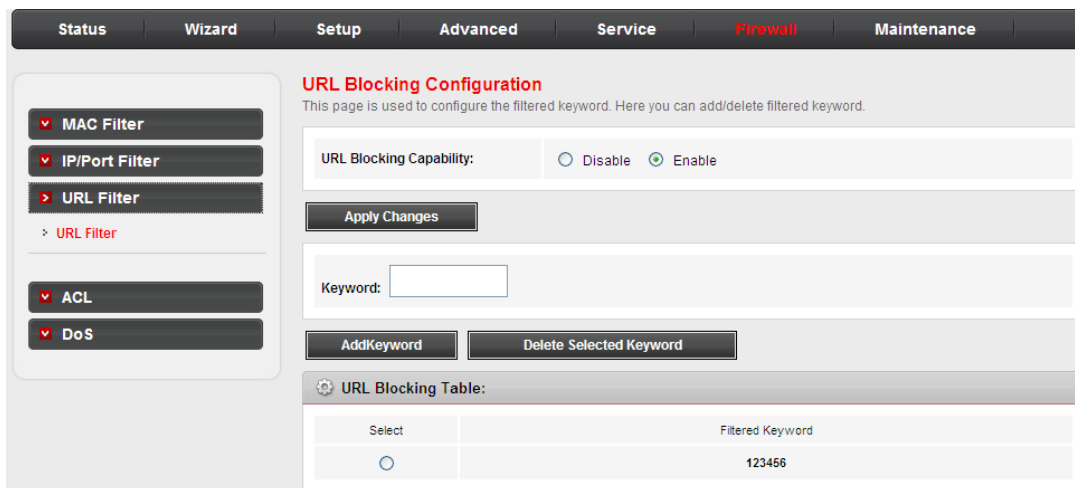 Status Wizard Setup Advanced Service Firewall Maintenance
MAC Filter
IP/Port Filter
URL Filter
URL Filter
ACL
DoS
URL Blocking Configuration
This page is used to configure the filtered keyword. Here you can add/delete filtered keyword.
URL Blocking Capability: Disable Enable
Apply Changes
Keyword:
AddKeyword Delete Selected Keyword
URL Blocking Table:
Select Filtered Keyword
123456